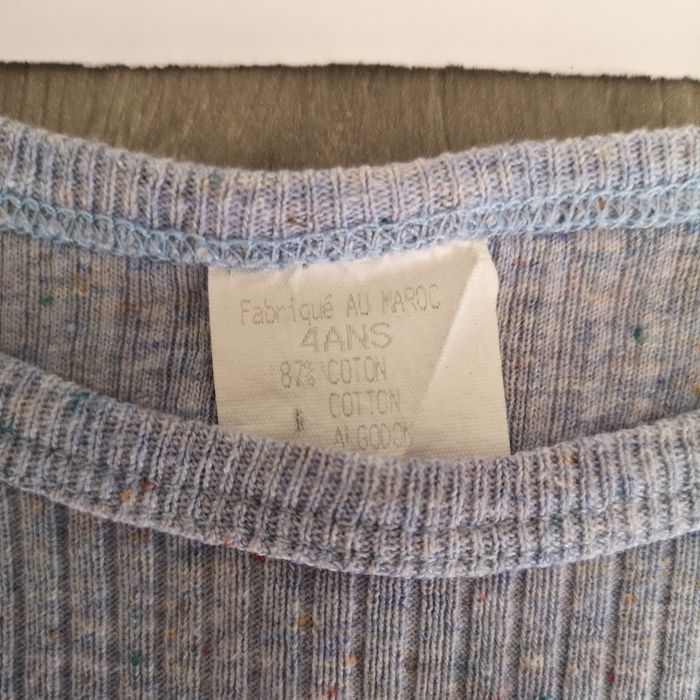 Fabriqué AU MAROC
4ANS
87% COTON
COTTON
ALGODON